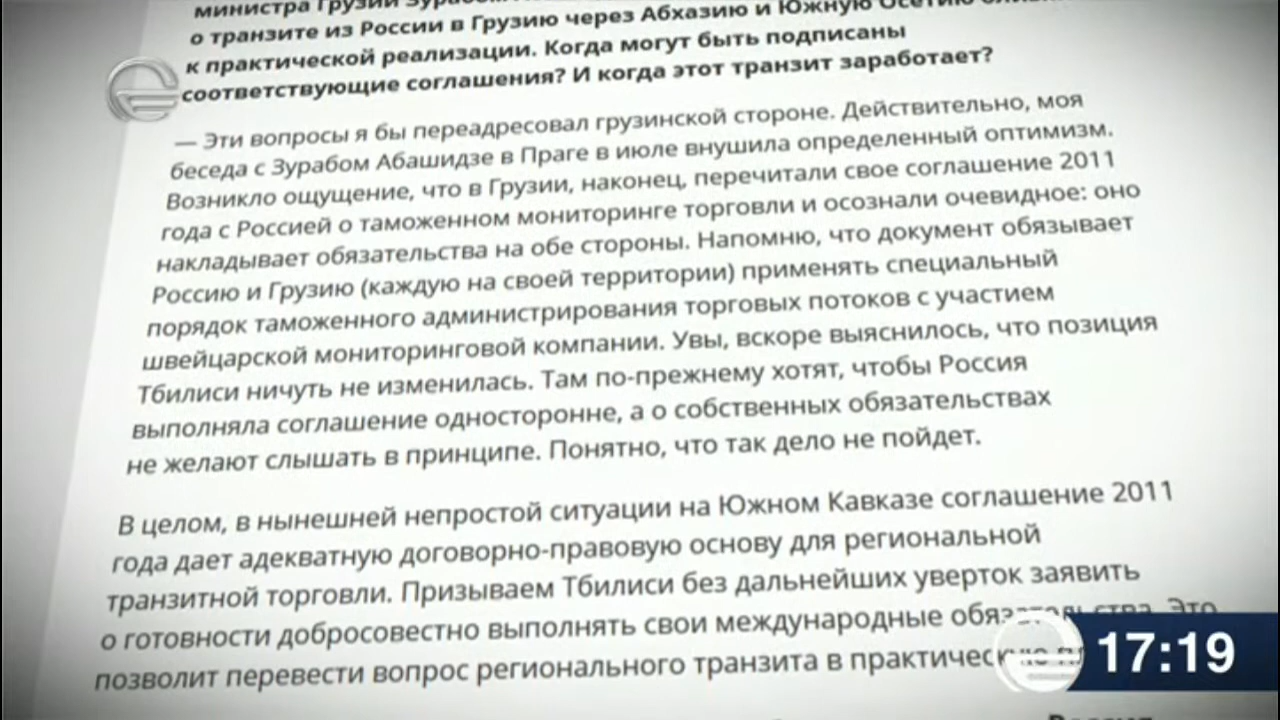 министра Грузии
о транзите из России в Грузию через Абхазию и Южную Осетию
к практической реализации. Когда могут быть подписаны
соответствующие соглашения? И когда этот транзит заработает?
— Эти вопросы я бы переадресовал грузинской стороне. Действительно, моя
беседа с Зурабом Абашидзе в Праге в июле внушила определенный оптимизм.
Возникло ощущение, что в Грузии, наконец, перечитали свое соглашение 2011
года с Россией о таможенном мониторинге торговли и осознали очевидное: оно
накладывает обязательства на обе стороны. Напомню, что документ обязывает
Россию и Грузию (каждую на своей территории) применять специальный
порядок таможенного администрирования торговых потоков с участием
швейцарской мониторинговой компании. Увы, вскоре выяснилось, что позиция
Тбилиси ничуть не изменилась. Там по-прежнему хотят, чтобы Россия
выполняла соглашение односторонне, а о собственных обязательствах
не желают слышать в принципе. Понятно, что так дело не пойдет.
В целом, в нынешней непростой ситуации на Южном Кавказе соглашение 2011
года дает адекватную договорно-правовую основу для региональной
транзитной торговли. Призываем Тбилиси без дальнейших уверток заявить
о готовности добросовестно выполнять свои международные обязательства. Это
позволит перевести вопрос регионального транзита в
17:19